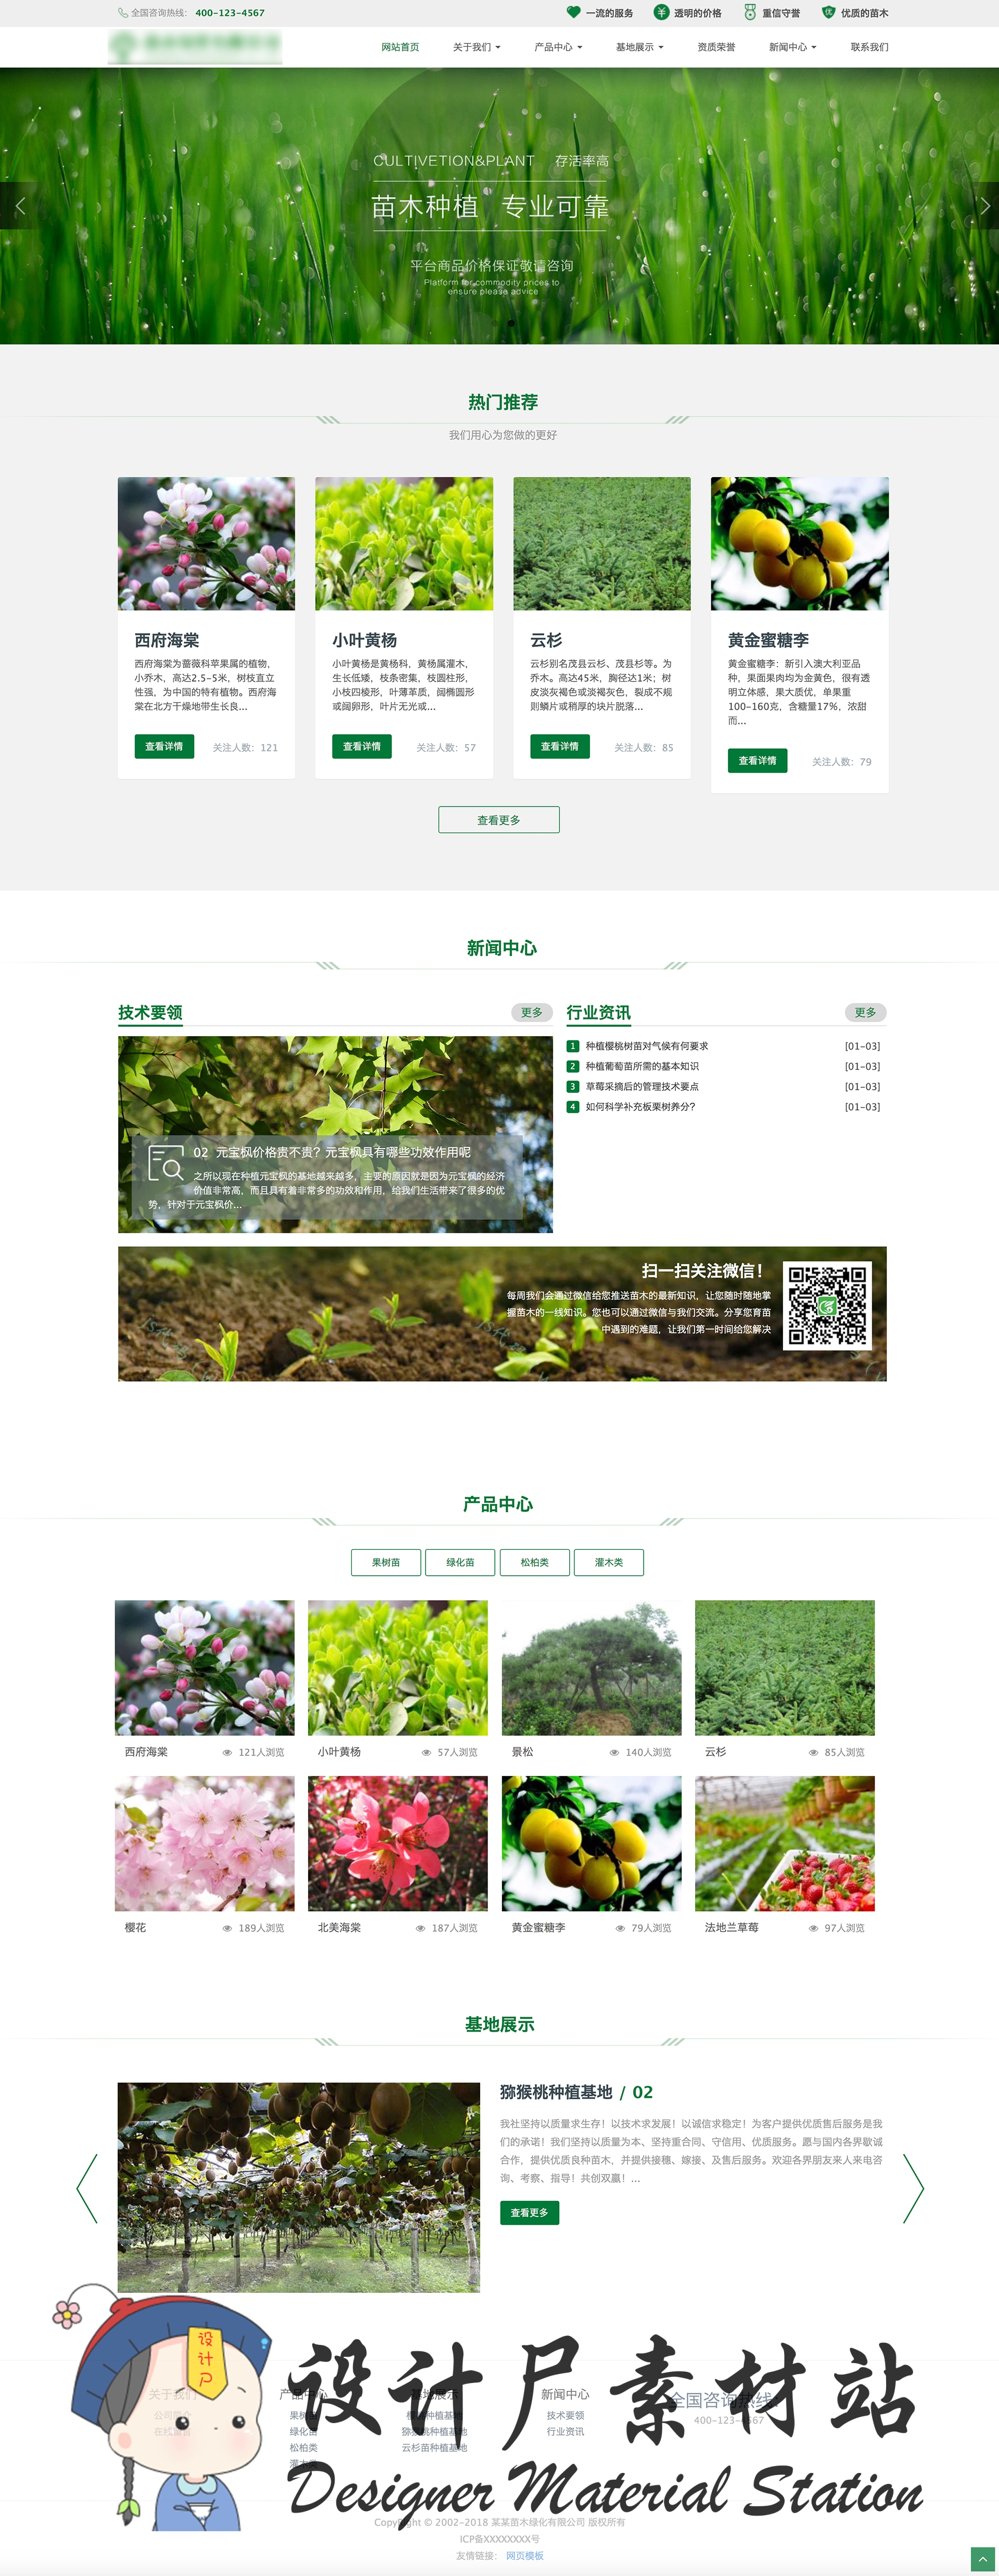 全国咨询热线： 400-123-4567
一流的服务 透明的价格 重信守誉 优质的苗木
网站首页 关于我们 产品中心 基地展示 资质荣誉 新闻中心 联系我们
CULTIVETION&PLANT 存活率高
苗木种植 专业可靠
平台商品价格保证敬请咨询
Platform for commodity prices to
ensure please advice
热门推荐
我们用心为您做的更好
西府海棠
西府海棠为蔷薇科苹果属的植物，
小乔木，高达2.5-5米，树枝直立
性强，为中国的特有植物。西府海
棠在北方干燥地带生长良...
查看详情 关注人数：121
小叶黄杨
小叶黄杨是黄杨科，黄杨属灌木，
生长低矮，枝条密集，枝圆柱形，
小枝四棱形，叶薄革质，阔椭圆形
或阔卵形，叶片无光或...
查看详情 关注人数：57
云杉
云杉别名茂县云杉、茂县杉等。为
乔木。高达45米，胸径达1米；树
皮淡灰褐色或淡褐灰色，裂成不规
则鳞片或稍厚的块片脱落...
查看详情 关注人数：85
黄金蜜糖李
黄金蜜糖李：新引入澳大利亚品
种，果面果肉均为金黄色，很有透
明立体感，果大质优，单果重
100-160克，含糖量17%，浓甜
而...
查看详情 关注人数：79
查看更多
新闻中心
技术要领 更多
02 元宝枫价格贵不贵？元宝枫具有哪些功效作用呢
之所以现在种植元宝枫的基地越来越多，主要的原因就是因为元宝枫的经济
价值非常高，而且具有着非常多的功效和作用，给我们生活带来了很多的优
势，针对于元宝枫价...
行业资讯 更多
1 种植樱桃树苗对气候有何要求 [01-03]
2 种植葡萄苗所需的基本知识 [01-03]
3 草莓采摘后的管理技术要点 [01-03]
4 如何科学补充板栗树养分？ [01-03]
扫一扫关注微信！
每周我们会通过微信给您推送苗木的最新知识，让您随时随地掌
握苗木的一线知识。您也可以通过微信与我们交流。分享您育苗
中遇到的难题，让我们第一时间给您解决
产品中心
果树苗 绿化苗 松柏类 灌木类
西府海棠 121人浏览
小叶黄杨 57人浏览
景松 140人浏览
云杉 85人浏览
樱花 189人浏览
北美海棠 187人浏览
黄金蜜糖李 79人浏览
法地兰草莓 97人浏览
基地展示
猕猴桃种植基地 / 02
我社坚持以质量求生存！以技术求发展！以诚信求稳定！为客户提供优质售后服务是我
们的承诺！我们坚持以质量为本、坚持重合同、守信用、优质服务。愿与国内各界歌诚
合作，提供优质良种苗木，并提供接穗、嫁接、及售后服务。欢迎各界朋友来人来电咨
询、考察、指导！共创双赢！...
查看更多
设计尸
设计尸素材站
Designer Material Station
关于我们
公司简介
产品中心
果树苗
绿化苗
松柏类
灌木类
基地展示
猕猴桃种植基地
云杉苗种植基地
新闻中心
技术要领
行业资讯
全国咨询热线：
400-123-4567
CopyRight © 2002-2018 某某苗木绿化有限公司 版权所有
ICP备XXXXXXXX号
友情链接： 网页模板